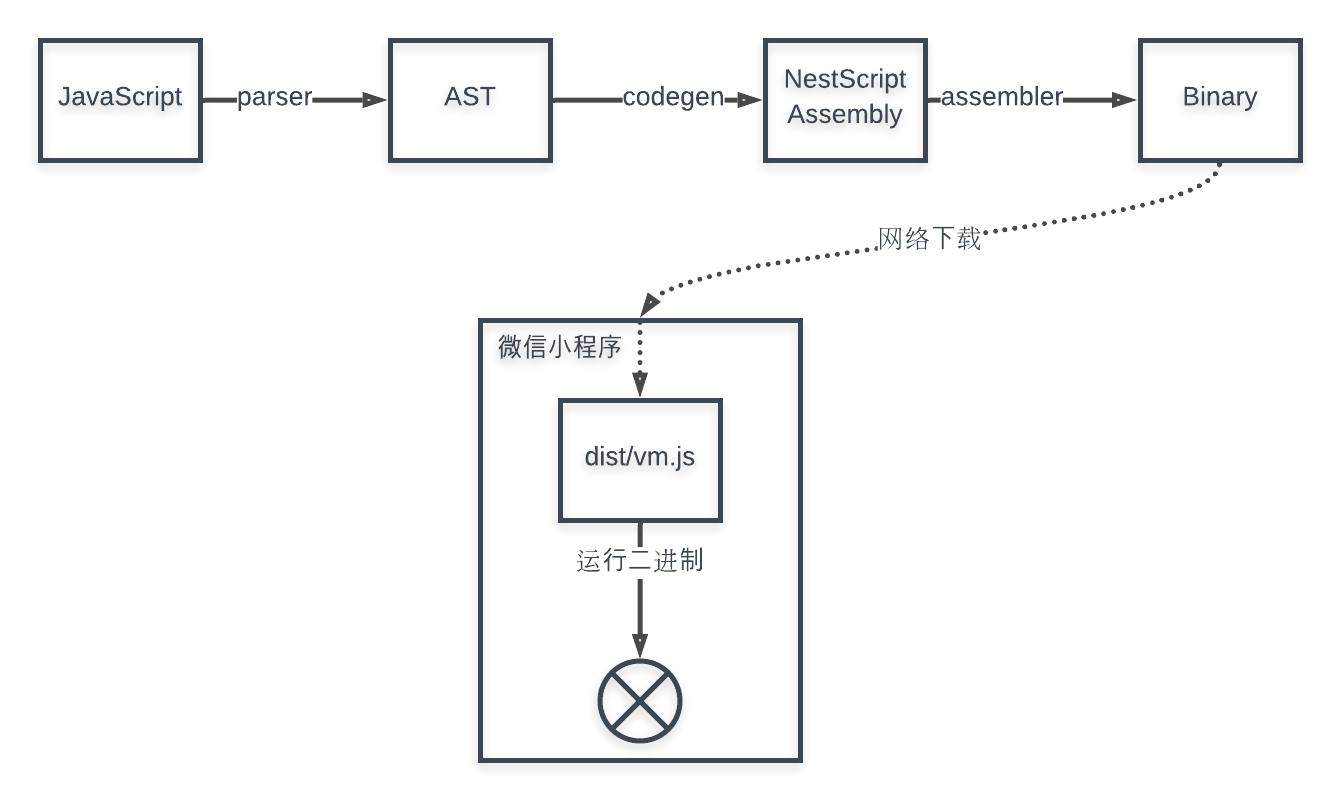 JavaScript
parser
AST
codegen
NestScript
Assembly
assembler
Binary
网络下载
微信小程序
dist/vm.js
运行二进制